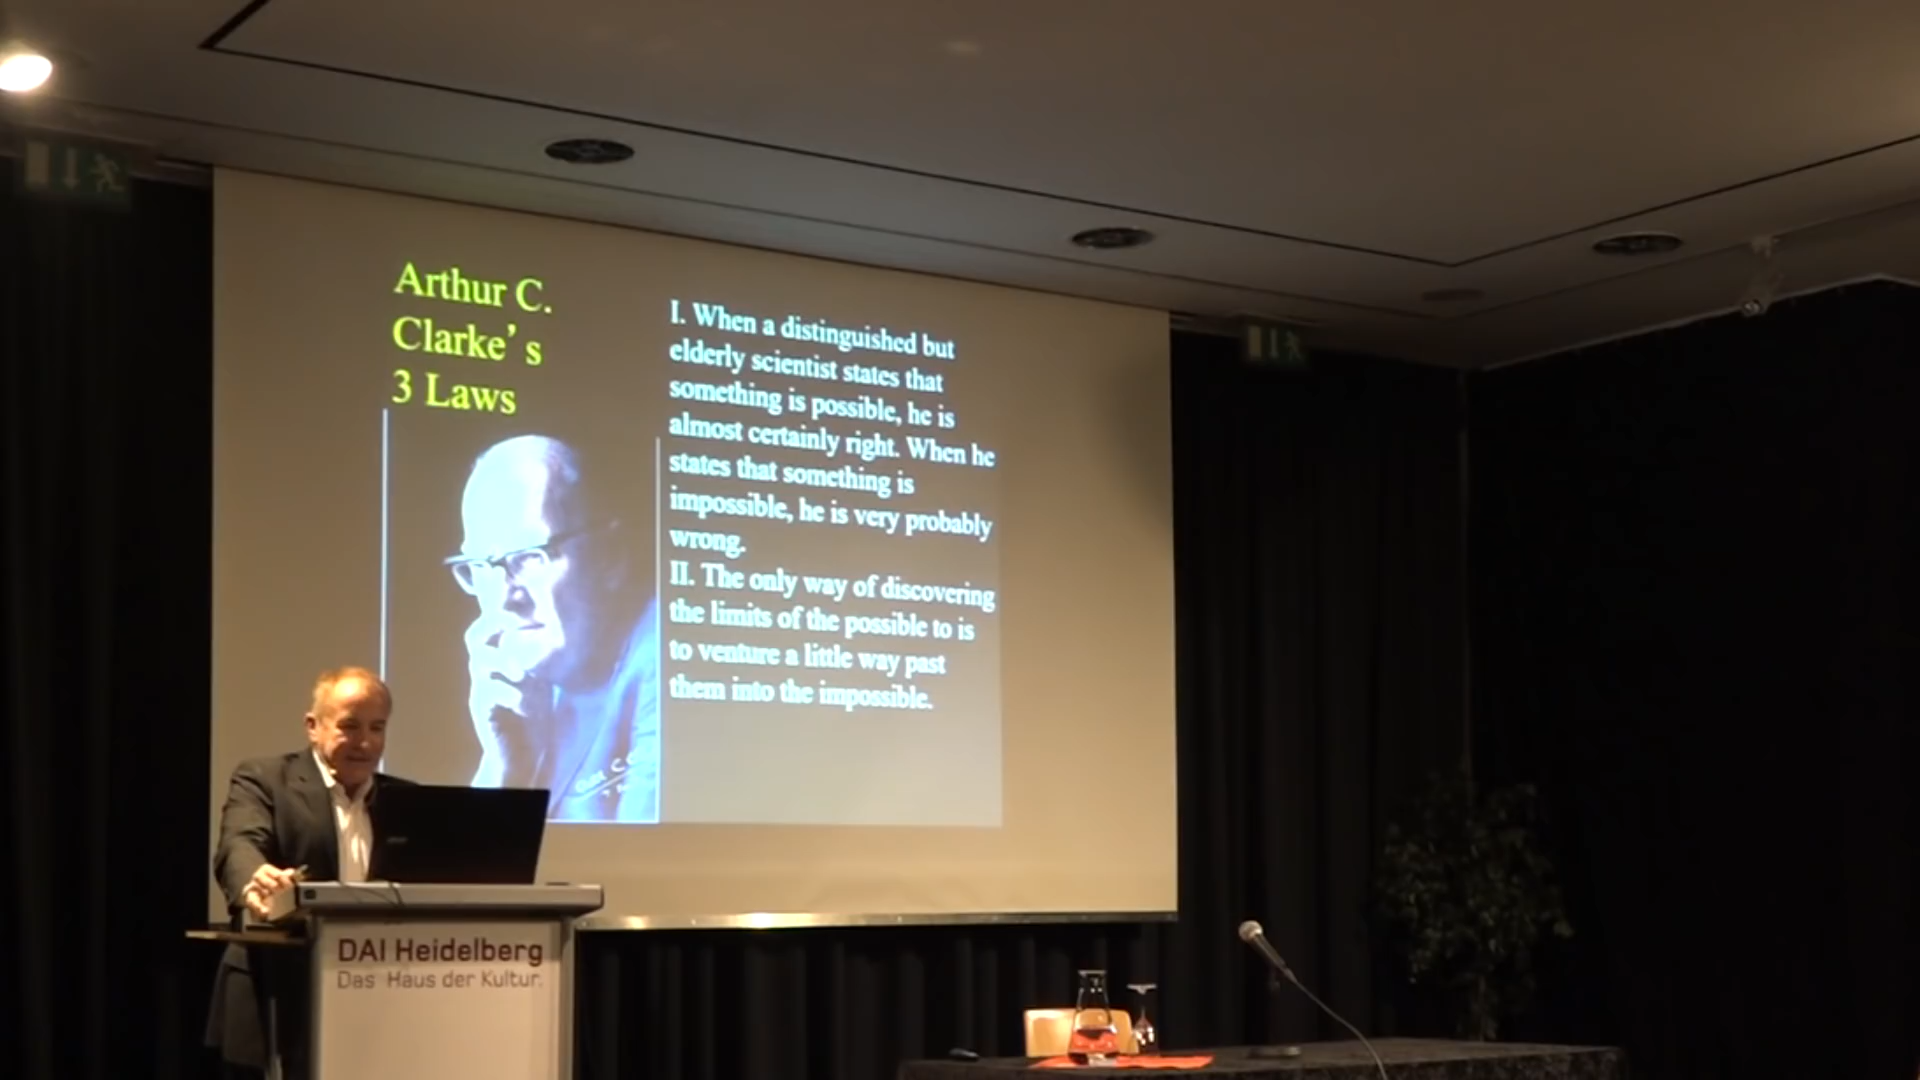 Arthur C.
Clarke’s
3 Laws
I. When a distinguished but
elderly scientist states that
something is possible, he is
almost certainly right. When he
states that something is
impossible, he is very probably
wrong.
II. The only way of discovering
the limits of the possible to is
to venture a little way past
them into the impossible.
DAI Heidelberg
Das Haus der Kultur.